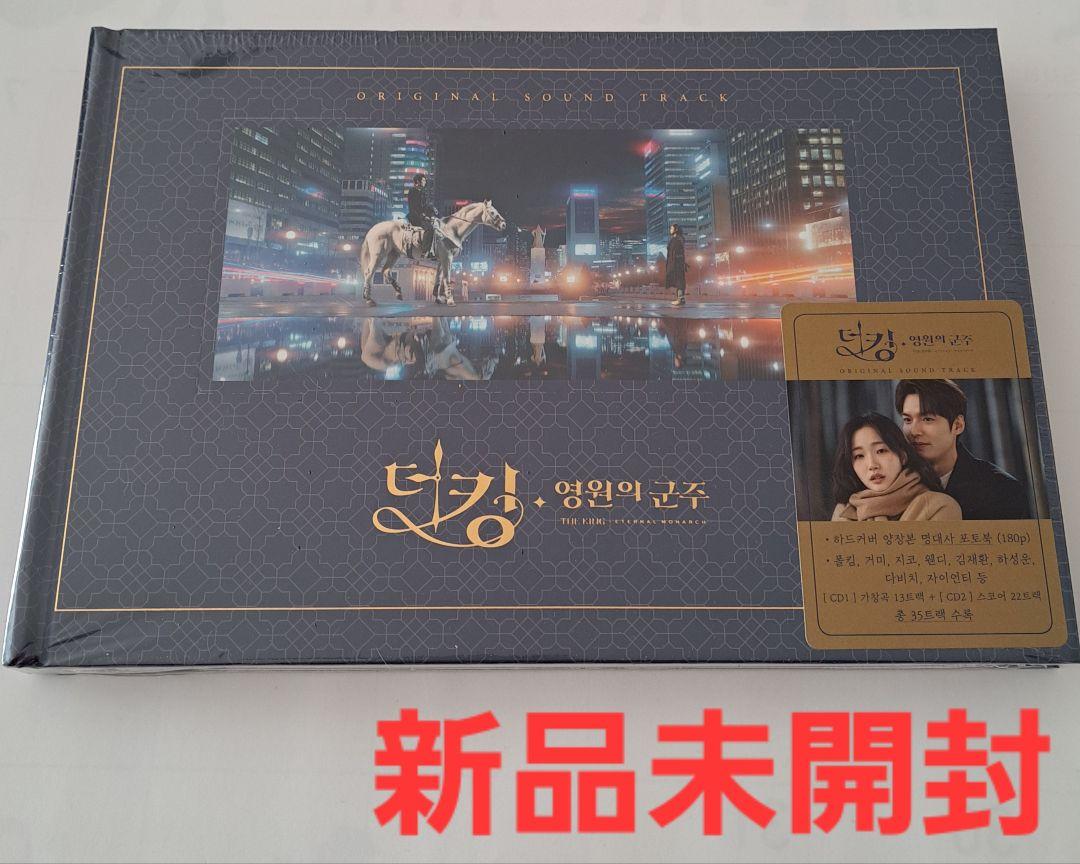 ORIGINAL SOUND TRACK
더킹
영원의 군주
THE KING : ETERNAL MONARCH
더킹
영원의 군주
ORIGINAL SOUND TRACK
• 하드커버 양장본 명대사 포토북 (180p)
• 폴킴, 거미, 지코, 웬디, 김재환, 하성운,
다비치, 자이언티 등
[ CD1 ] 가창곡 13트랙 + [ CD2 ] 스코어 22트랙
총 35트랙 수록
新品未開封